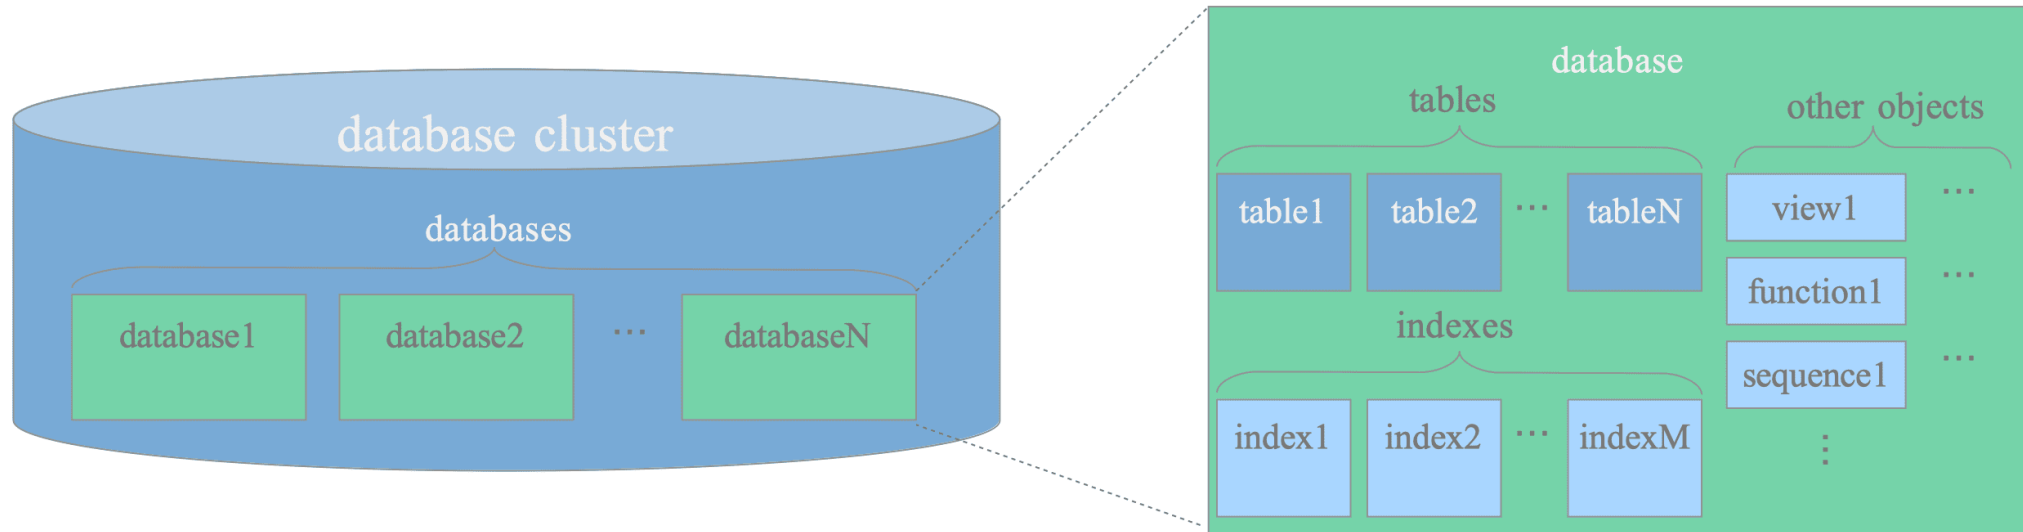 database cluster
databases
database1 database2 ... databaseN
database
tables
other objects
table1 table2 ... tableN
view1 ...
function1 ...
sequence1 ...
⋮
indexes
index1 index2 ... indexM